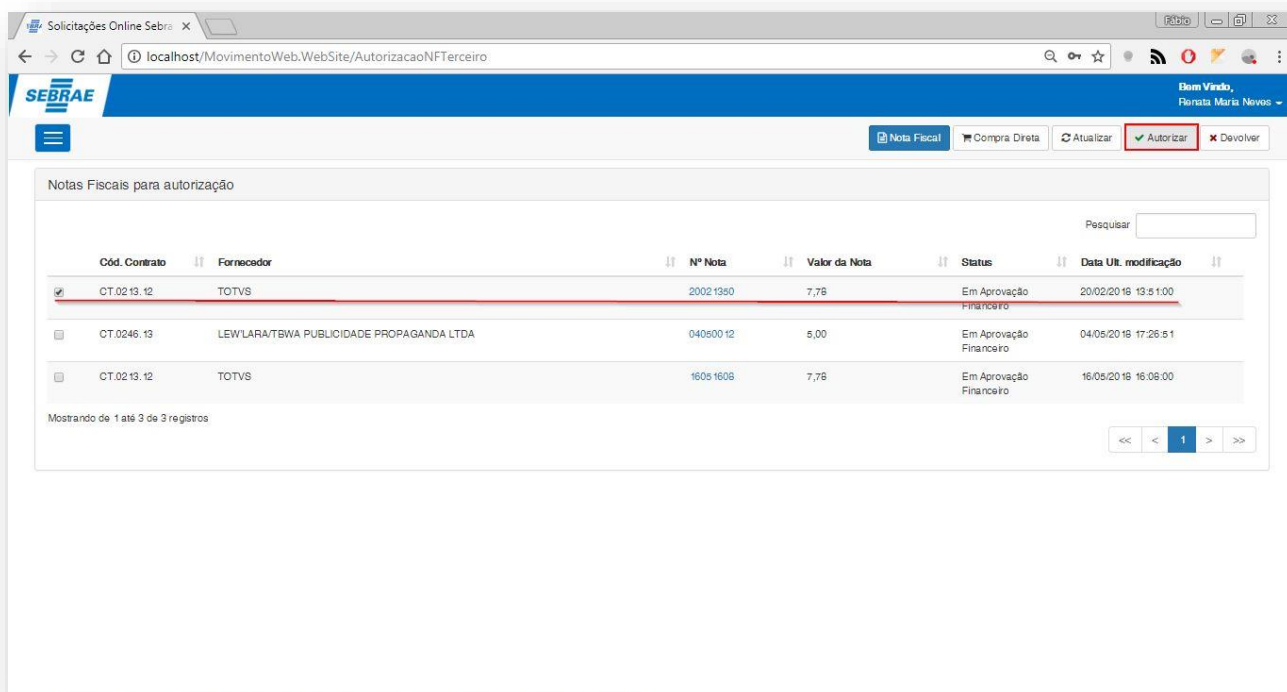 Solicitações Online Sebra
Fábio
localhost/MovimentoWeb.WebSite/AutorizacaoNFTerceiro
SEBRAE
Bem Vindo,
Renata Maria Neves
Nota Fiscal Compra Direta Atualizar Autorizar Devolver
Notas Fiscais para autorização
Pesquisar
Cód. Contrato Fornecedor Nº Nota Valor da Nota Status Data Ult. modificação
CT.0213.12 TOTVS 20021350 7,78 Em Aprovação 20/02/2018 13:51:00
Financeiro
CT.0246.13 LEW'LARA/TBWA PUBLICIDADE PROPAGANDA LTDA 04050012 5,00 Em Aprovação 04/05/2018 17:26:51
Financeiro
CT.0213.12 TOTVS 16051608 7,78 Em Aprovação 16/05/2018 16:08:00
Financeiro
Mostrando de 1 até 3 de 3 registros
<< < 1 > >>